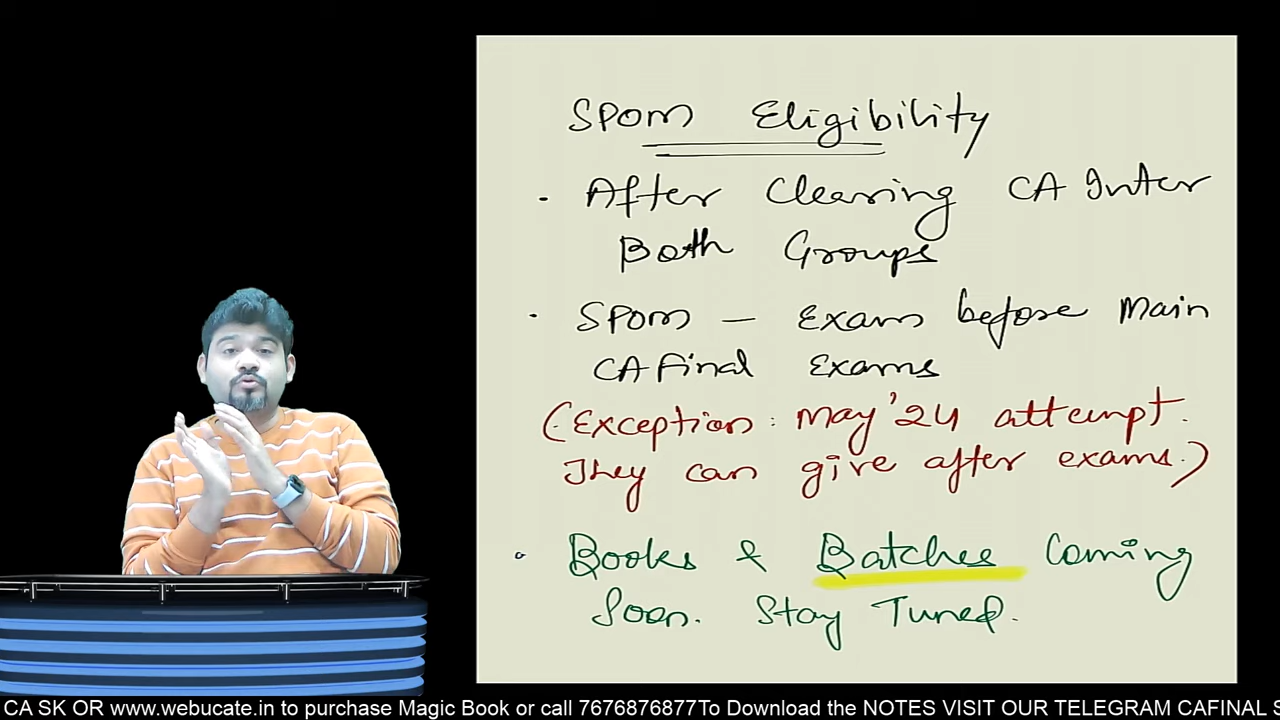 SPOM Eligibility
. After Clearing CA Inter
Both Groups
. SPOM - Exam before Main
CA Final Exams
(Exception: May'24 attempt.
They can give after exams.)
. Books & Batches Coming
Soon. Stay Tuned.
CA SK OR www.webucate.in to purchase Magic Book or call 7676876877To Download the NOTES VISIT OUR TELEGRAM CAFINAL S